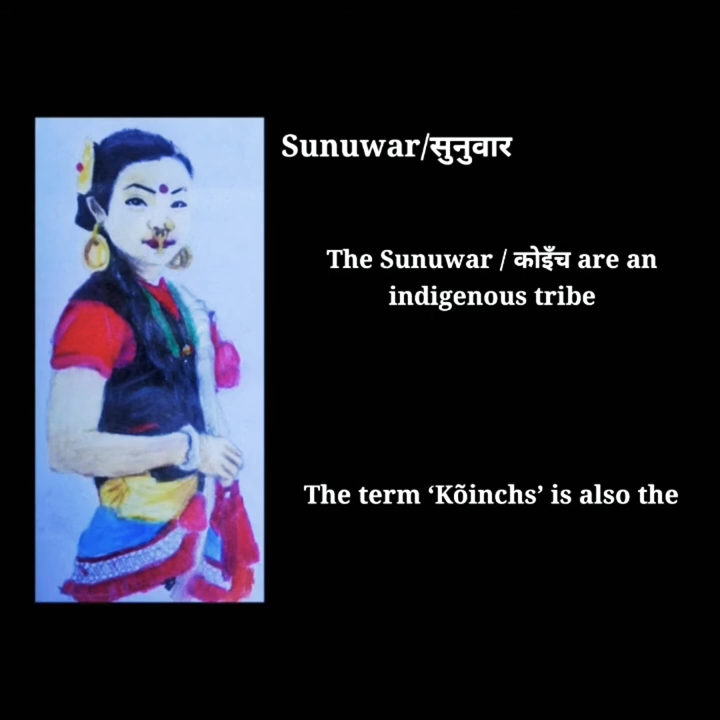 Sunuwar/सुनुवार
The Sunuwar / कोइँच are an
indigenous tribe
The term ‘Kõinchs’ is also the